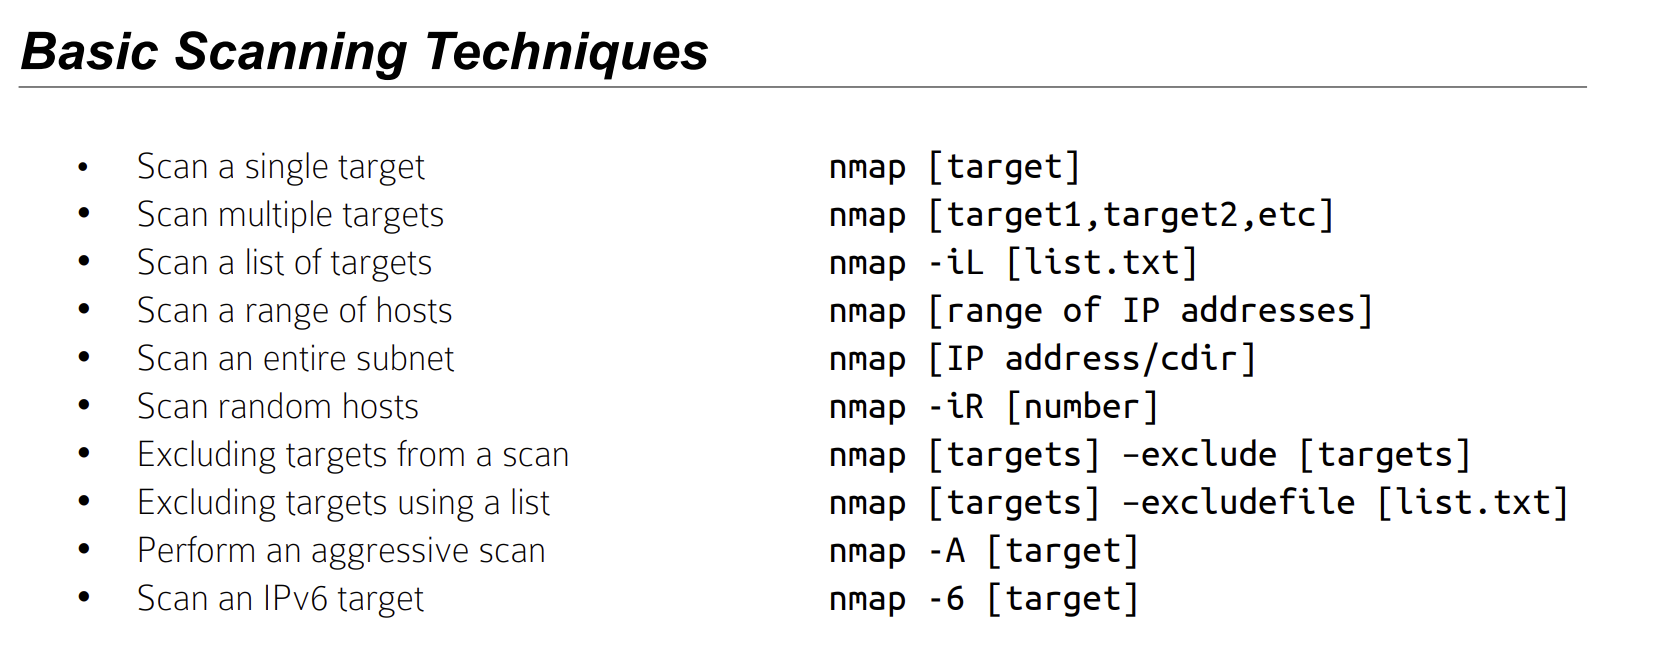 Basic Scanning Techniques
• Scan a single target nmap [target]
• Scan multiple targets nmap [target1,target2,etc]
• Scan a list of targets nmap -iL [list.txt]
• Scan a range of hosts nmap [range of IP addresses]
• Scan an entire subnet nmap [IP address/cdir]
• Scan random hosts nmap -iR [number]
• Excluding targets from a scan nmap [targets] –exclude [targets]
• Excluding targets using a list nmap [targets] –excludefile [list.txt]
• Perform an aggressive scan nmap -A [target]
• Scan an IPv6 target nmap -6 [target]